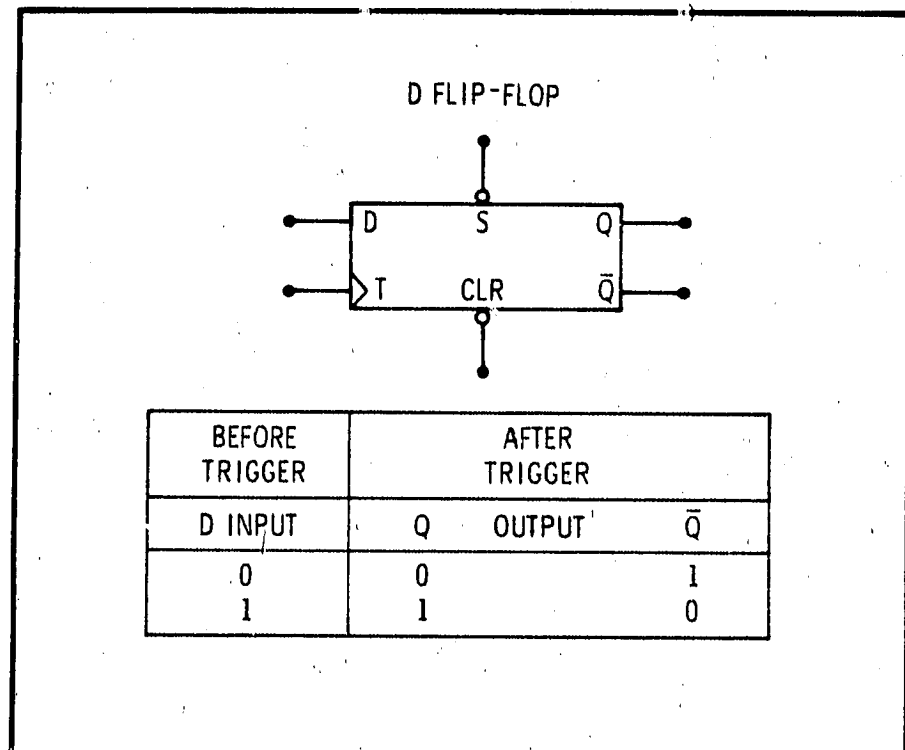 D FLIP-FLOP
D S Q
T CLR Q̅
BEFORE TRIGGER AFTER TRIGGER
D INPUT Q OUTPUT Q̅
0 0 1
1 1 0